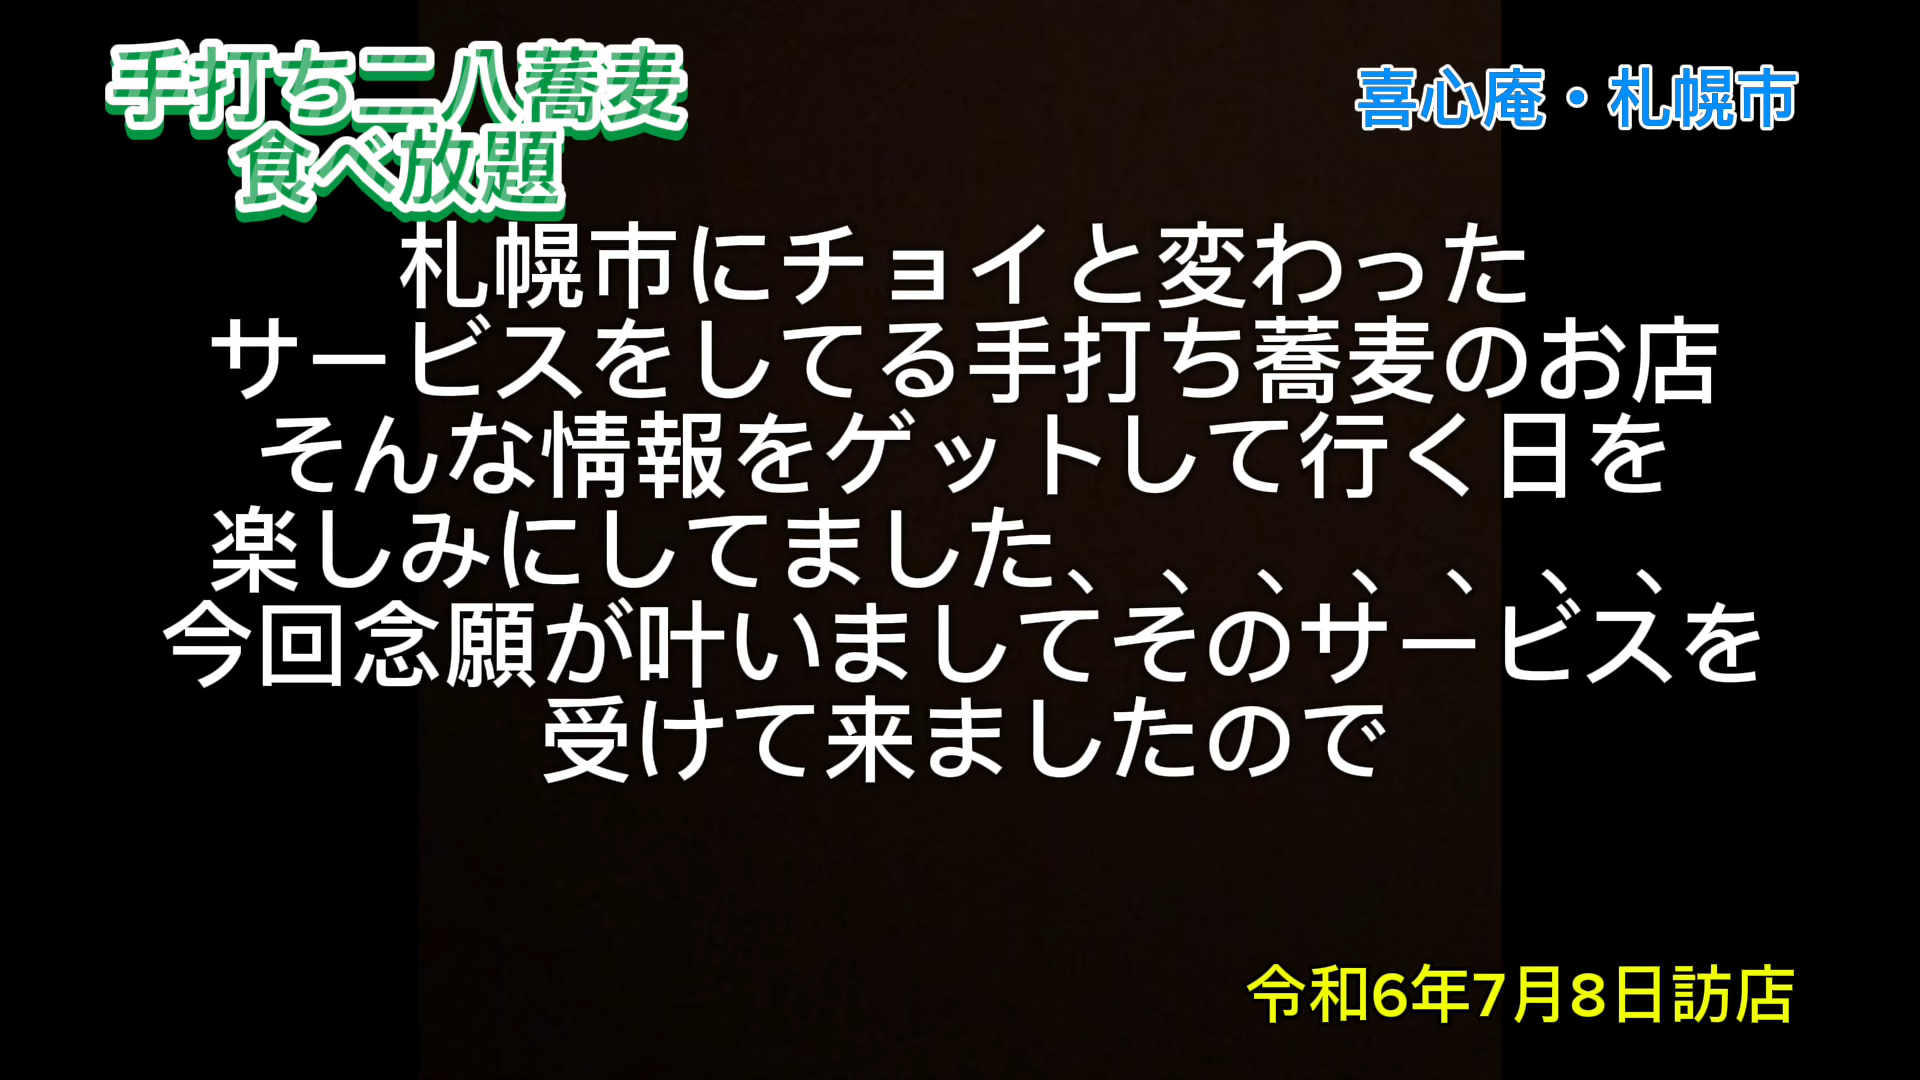 手打ち二八蕎麦
食べ放題
喜心庵・札幌市
札幌市にチョイと変わった
サービスをしてる手打ち蕎麦のお店
そんな情報をゲットして行く日を
楽しみにしてました、、、、、、、
今回念願が叶いましてそのサービスを
受けて来ましたので
令和6年7月8日訪店